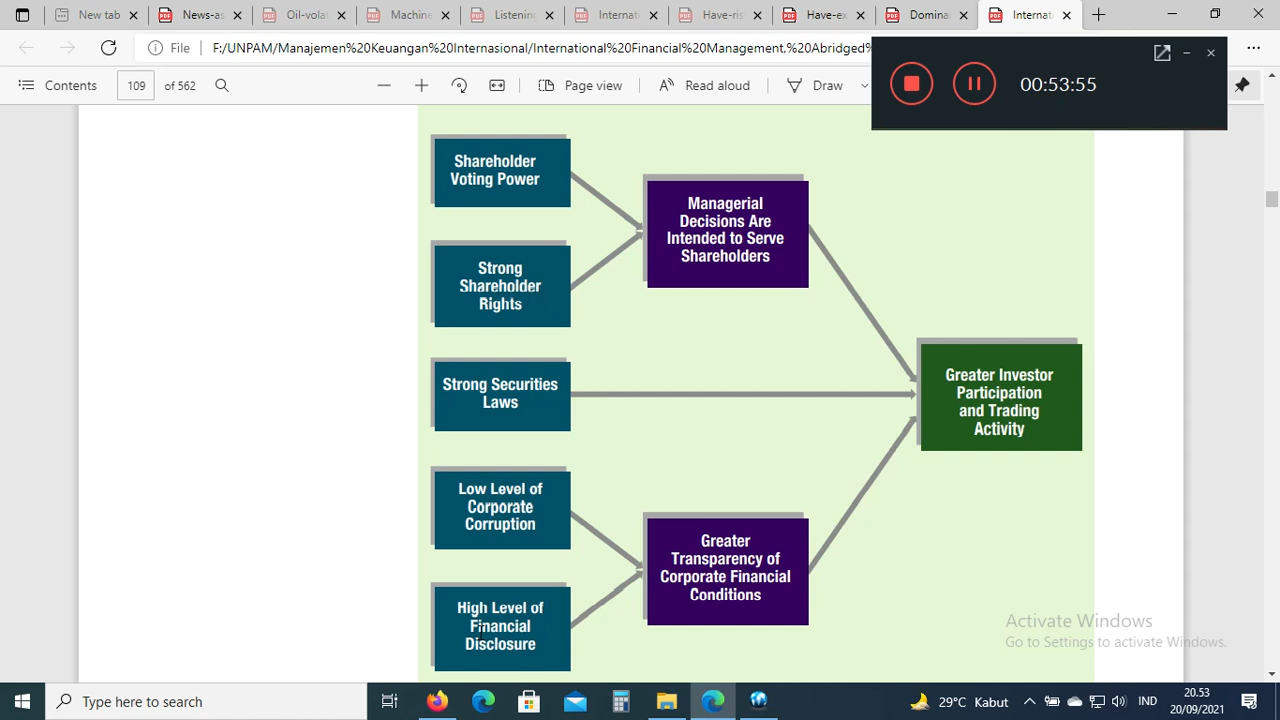 New tab
News-as
Oil-volat
Machine
Listening
Internat
Have-ris
Have-ex
Domina
Internat
File
F:/UNPAM/Manajemen%20Keuangan%20Internasional/International%20Financial%20Management,%20Abridged%
Contents
109
of 562
Page view
Read aloud
Draw
00:53:55
Shareholder
Voting Power
Managerial
Decisions Are
Intended to Serve
Shareholders
Strong
Shareholder
Rights
Strong Securities
Laws
Greater Investor
Participation
and Trading
Activity
Low Level of
Corporate
Corruption
Greater
Transparency of
Corporate Financial
Conditions
High Level of
Financial
Disclosure
Activate Windows
Go to Settings to activate Windows.
Type here to search
29°C Kabut
IND
20.53
20/09/2021